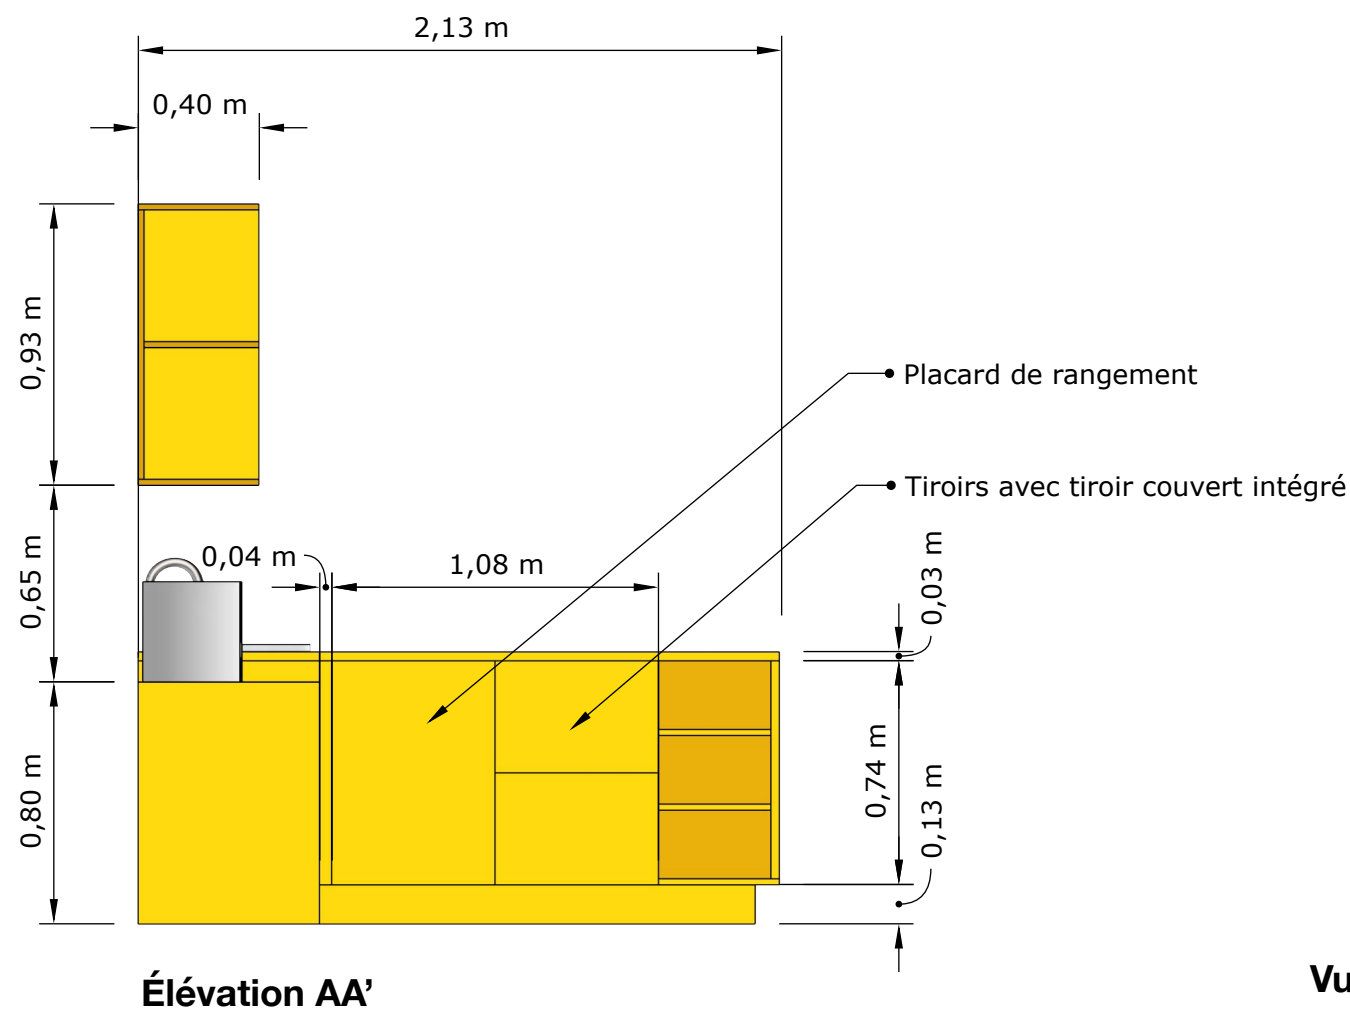 2,13 m
0,40 m
0,93 m
Placard de rangement
Tiroirs avec tiroir couvert intégré
0,65 m
0,04 m
1,08 m
0,03 m
0,80 m
0,74 m
0,13 m
Élévation AA’
Vu